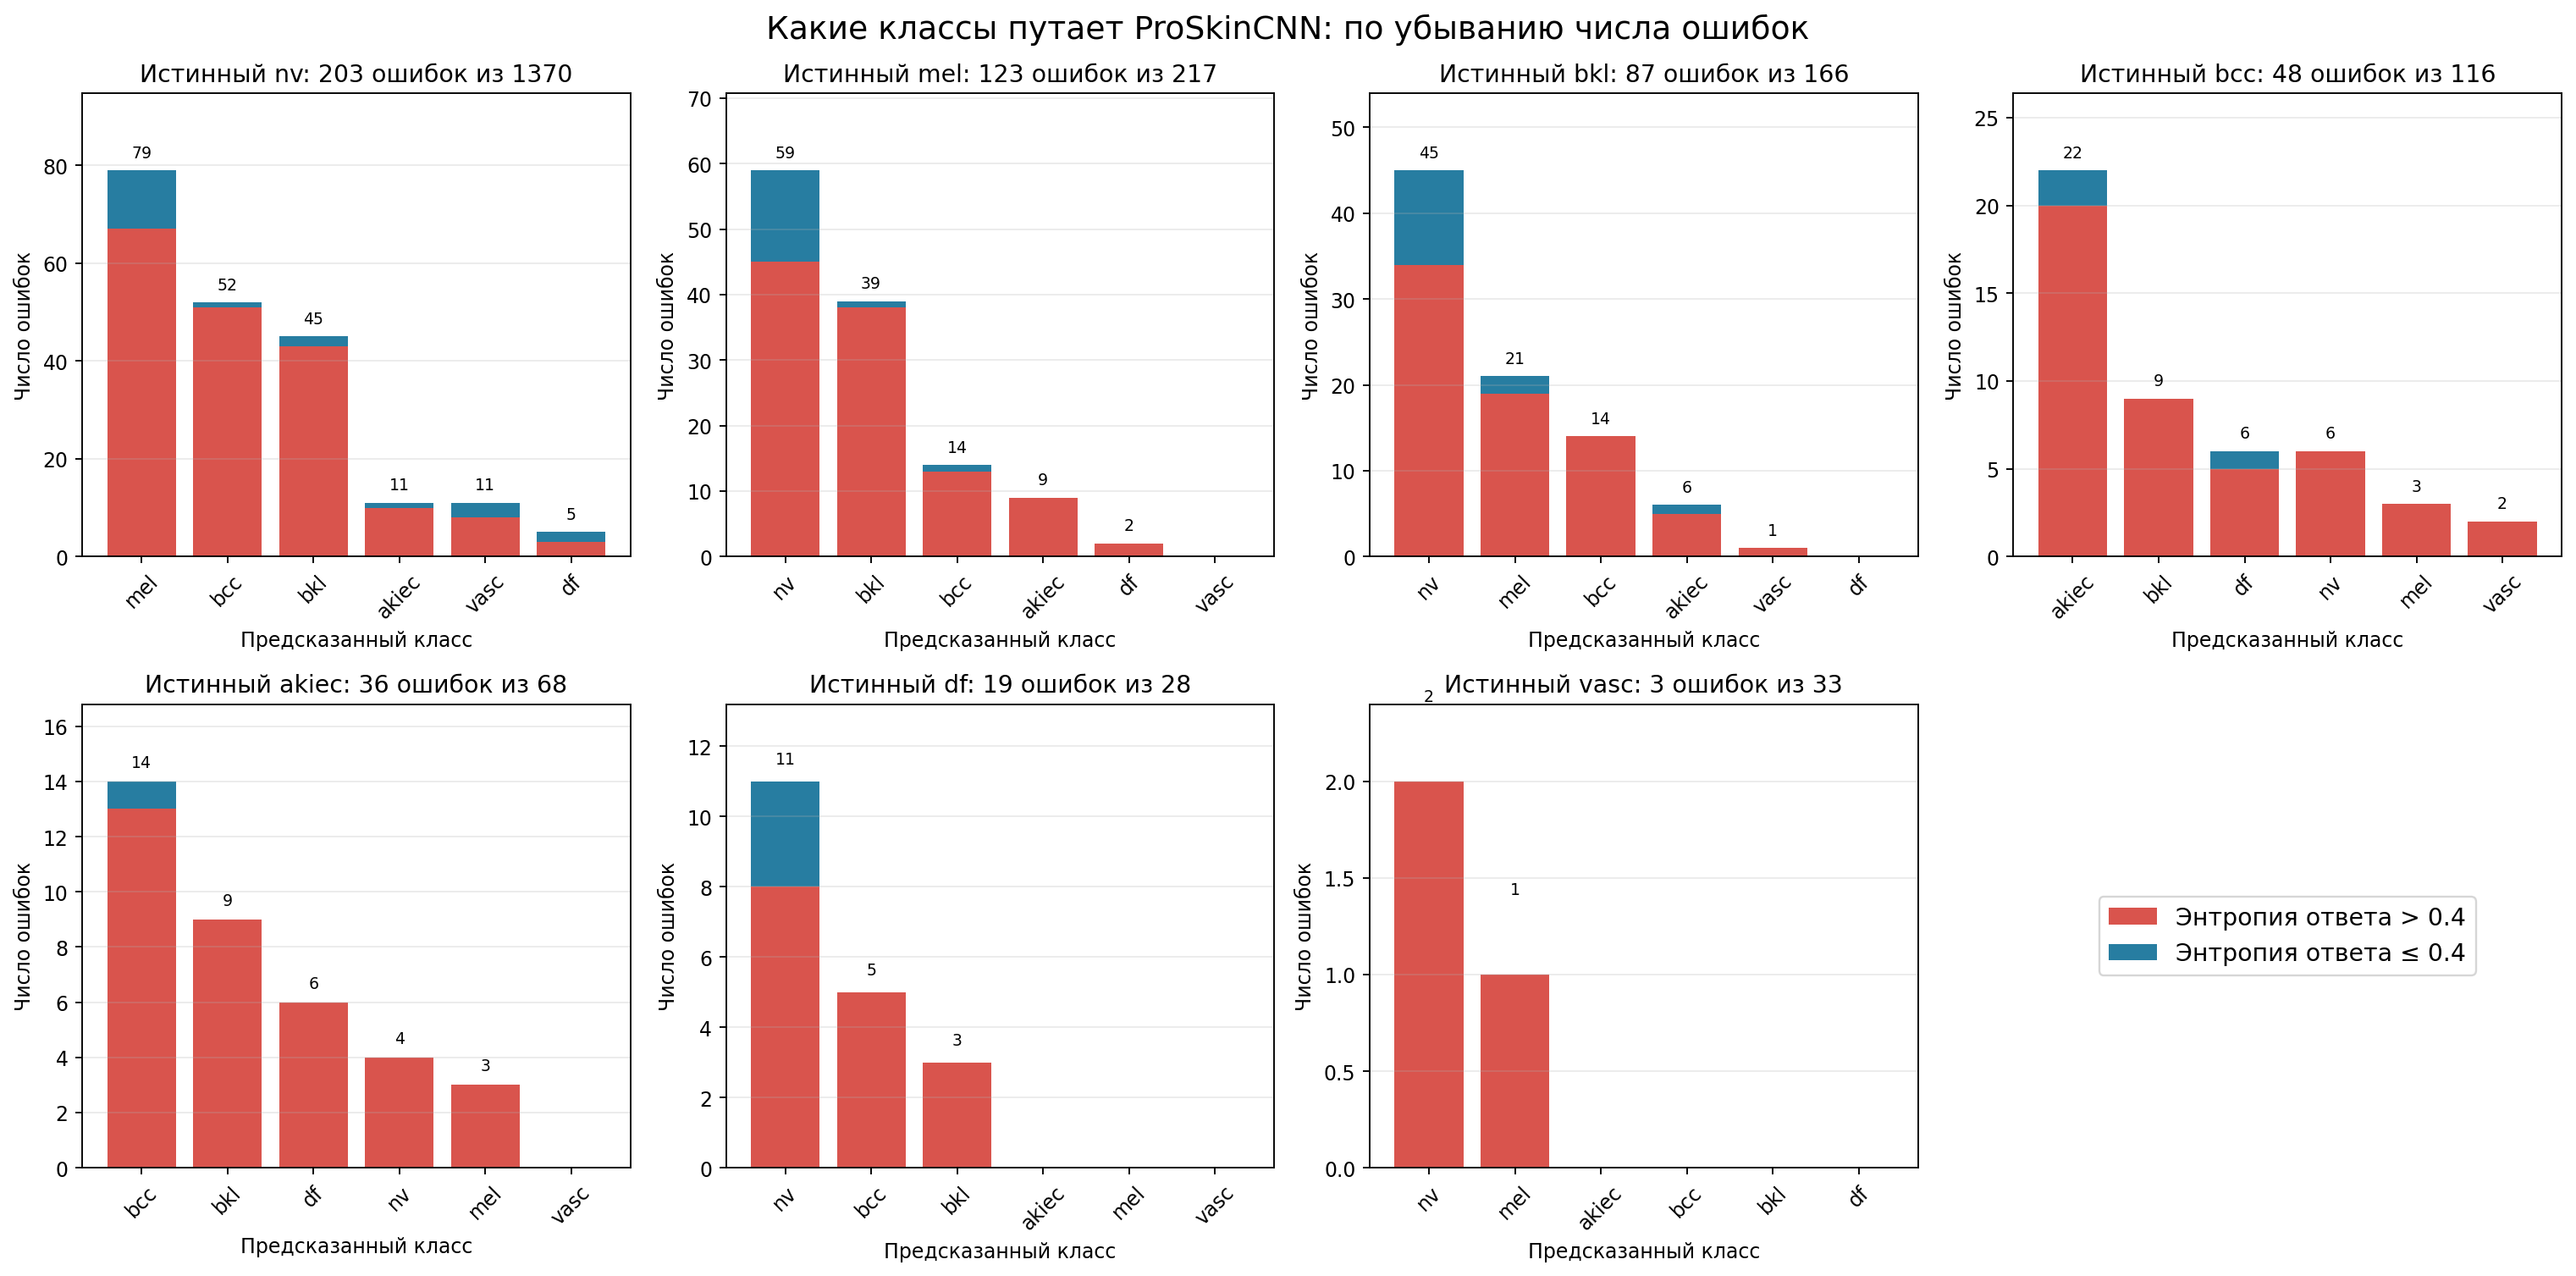 Какие классы путает ProSkinCNN: по убыванию числа ошибок
Истинный nv: 203 ошибок из 1370
Число ошибок
80
60
40
20
0
79
52
45
11
11
5
mel
bcc
bkl
akiec
vasc
df
Предсказанный класс
Истинный mel: 123 ошибок из 217
Число ошибок
70
60
50
40
30
20
10
0
59
39
14
9
2
nv
bkl
bcc
akiec
df
vasc
Предсказанный класс
Истинный bkl: 87 ошибок из 166
Число ошибок
50
40
30
20
10
0
45
21
14
6
1
nv
mel
bcc
akiec
vasc
df
Предсказанный класс
Истинный bcc: 48 ошибок из 116
Число ошибок
25
20
15
10
5
0
22
9
6
6
3
2
akiec
bkl
df
nv
mel
vasc
Предсказанный класс
Истинный akiec: 36 ошибок из 68
Число ошибок
16
14
12
10
8
6
4
2
0
14
9
6
4
3
bcc
bkl
df
nv
mel
vasc
Предсказанный класс
Истинный df: 19 ошибок из 28
Число ошибок
12
10
8
6
4
2
0
11
5
3
nv
bcc
bkl
akiec
mel
vasc
Предсказанный класс
Истинный vasc: 3 ошибок из 33
Число ошибок
2.0
1.5
1.0
0.5
0.0
2
1
nv
mel
akiec
bcc
bkl
df
Предсказанный класс
Энтропия ответа > 0.4
Энтропия ответа ≤ 0.4